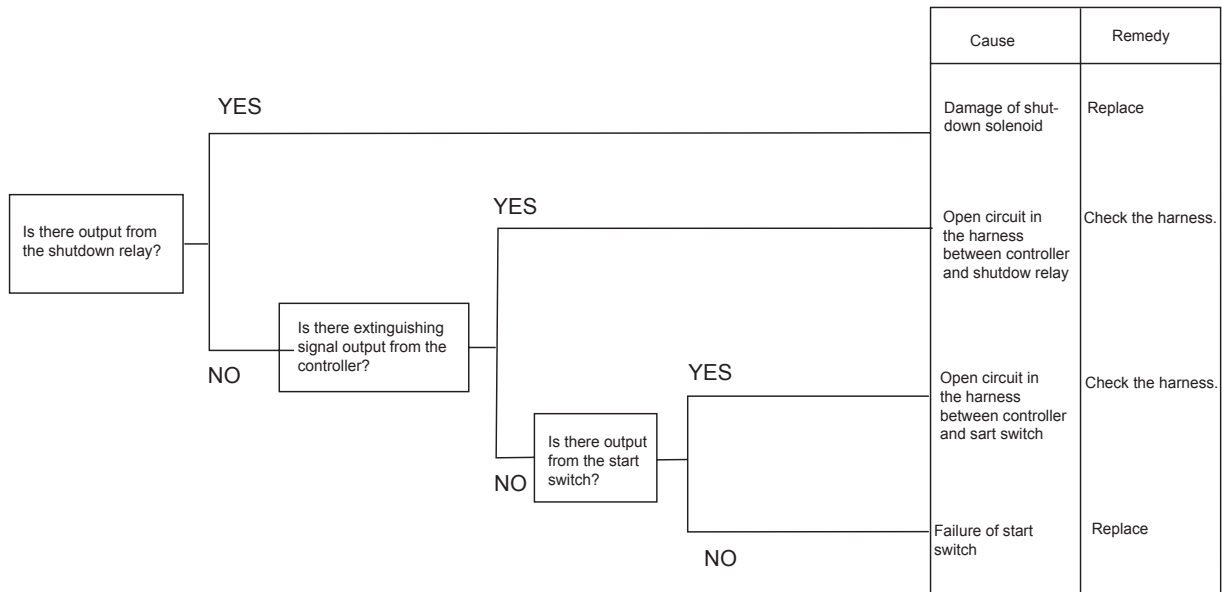 Cause
Remedy
YES
Damage of shut-
down solenoid
Replace
Is there output from
the shutdown relay?
YES
Open circuit in
the harness
between controller
and shutdow relay
Check the harness.
NO
Is there extinguishing
signal output from the
controller?
YES
Open circuit in
the harness
between controller
and sart switch
Check the harness.
NO
Is there output
from the start
switch?
NO
Failure of start
switch
Replace